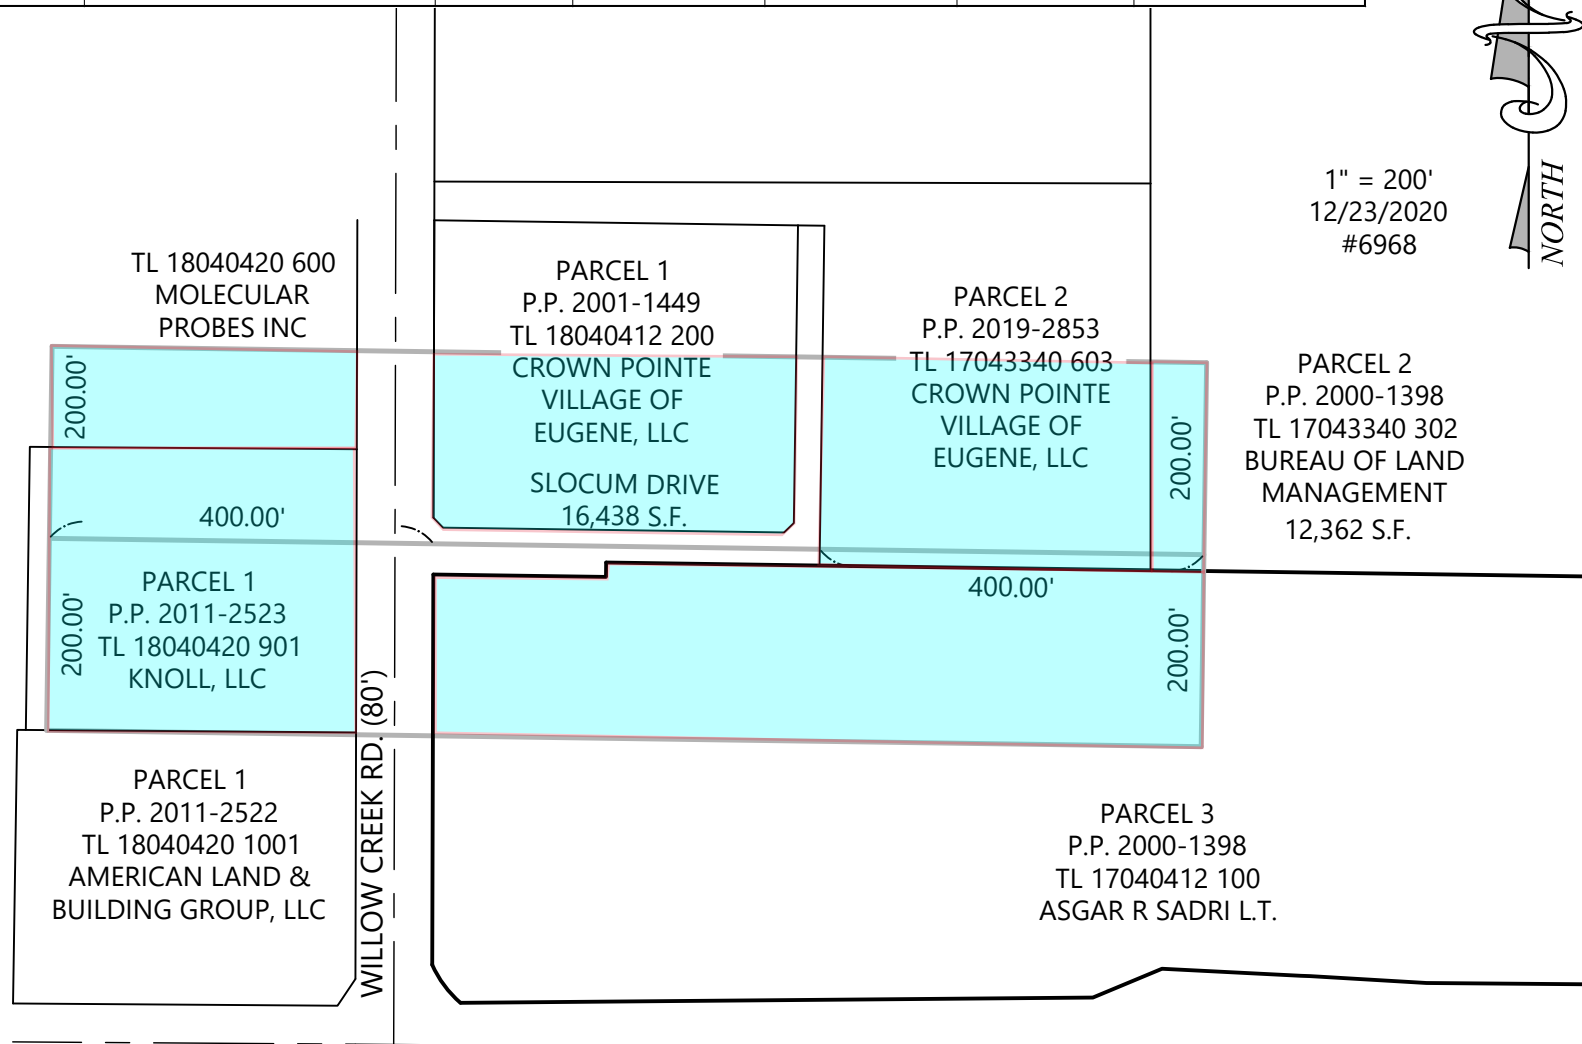 1" = 200'
12/23/2020
#6968
NORTH
TL 18040420 600
MOLECULAR
PROBES INC
PARCEL 1
P.P. 2001-1449
TL 18040412 200
CROWN POINTE
VILLAGE OF
EUGENE, LLC
SLOCUM DRIVE
16,438 S.F.
PARCEL 2
P.P. 2019-2853
TL 17043340 603
CROWN POINTE
VILLAGE OF
EUGENE, LLC
PARCEL 2
P.P. 2000-1398
TL 17043340 302
BUREAU OF LAND
MANAGEMENT
12,362 S.F.
200.00'
200.00'
400.00'
400.00'
PARCEL 1
P.P. 2011-2523
TL 18040420 901
KNOLL, LLC
200.00'
200.00'
WILLOW CREEK RD. (80')
PARCEL 1
P.P. 2011-2522
TL 18040420 1001
AMERICAN LAND &
BUILDING GROUP, LLC
PARCEL 3
P.P. 2000-1398
TL 17040412 100
ASGAR R SADRI L.T.